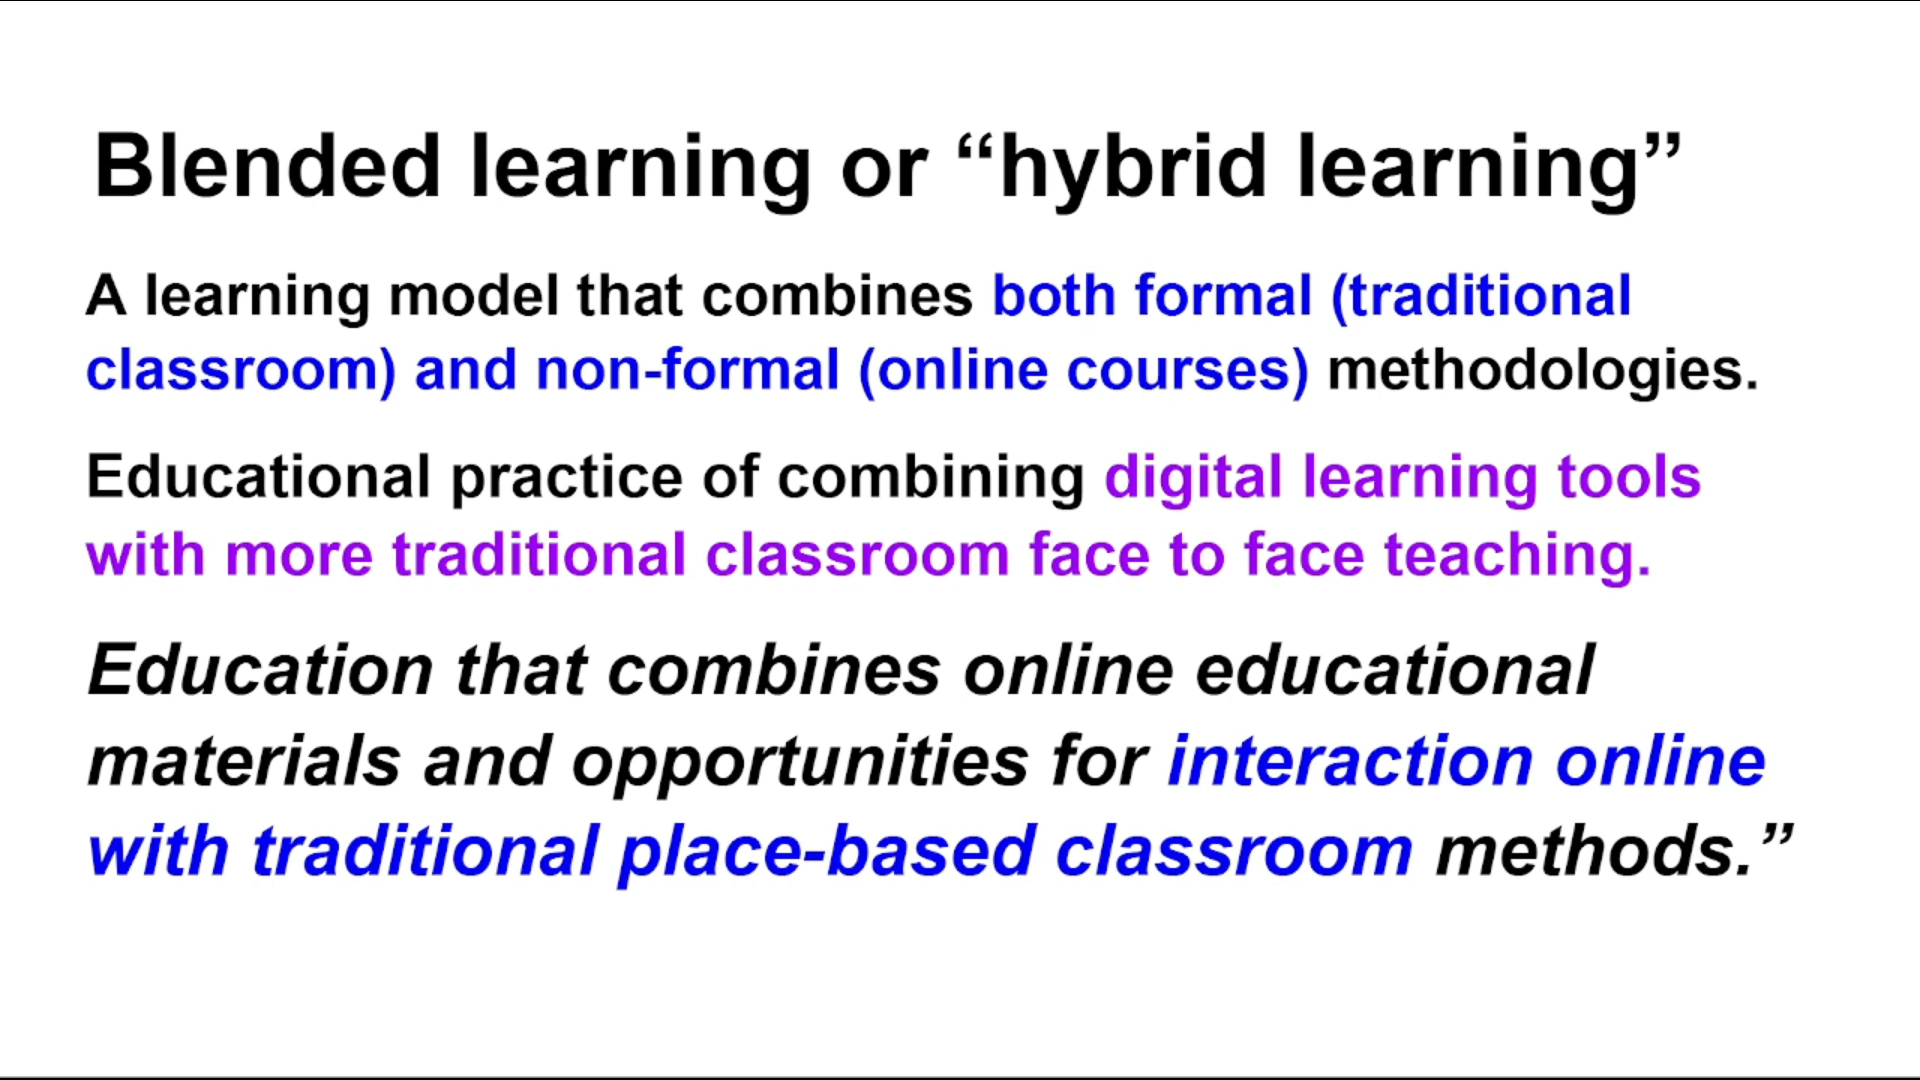 Blended learning or “hybrid learning”
A learning model that combines both formal (traditional
classroom) and non-formal (online courses) methodologies.
Educational practice of combining digital learning tools
with more traditional classroom face to face teaching.
Education that combines online educational
materials and opportunities for interaction online
with traditional place-based classroom methods.”